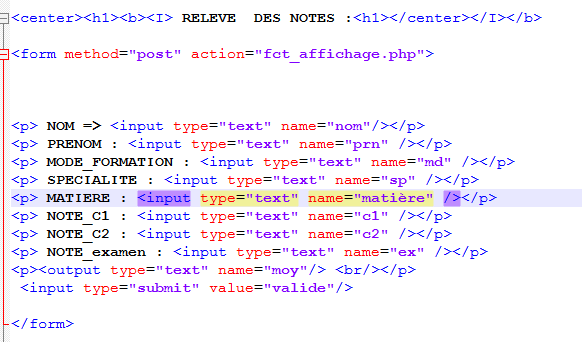 <center><h1><b><I> RELEVE  DES NOTES :<h1></center></I></b>
<form method="post" action="fct_affichage.php">
<p> NOM => <input type="text" name="nom"/></p>
<p> PRENOM : <input type="text" name="prn" /></p>
<p> MODE_FORMATION : <input type="text" name="md" /></p>
<p> SPECIALITE : <input type="text" name="sp" /></p>
<p> MATIERE : <input type="text" name="matière" /></p>
<p> NOTE_C1 : <input type="text" name="c1" /></p>
<p> NOTE_C2 : <input type="text" name="c2" /></p>
<p> NOTE_examen : <input type="text" name="ex" /></p>
<p><output type="text" name="moy"/> <br/></p>
<input type="submit" value="valide"/>
</form>